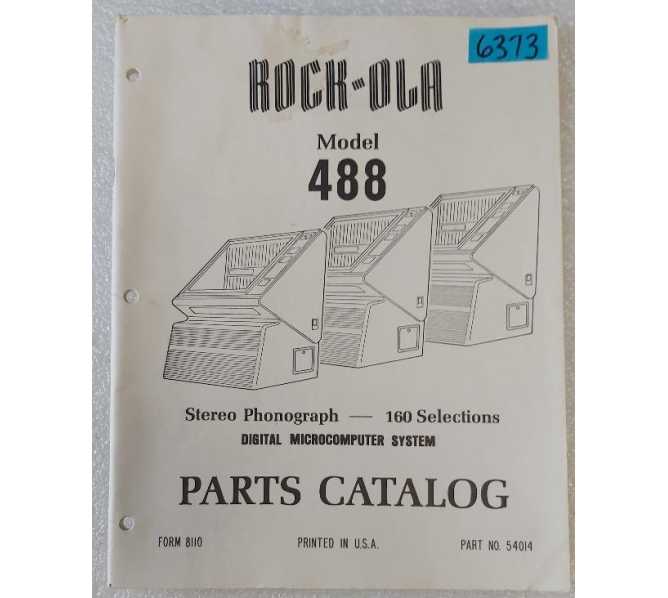 6373
ROCK-OLA
Model
488
Stereo Phonograph — 160 Selections
DIGITAL MICROCOMPUTER SYSTEM
PARTS CATALOG
FORM 8110 PRINTED IN U.S.A. PART NO. 54014